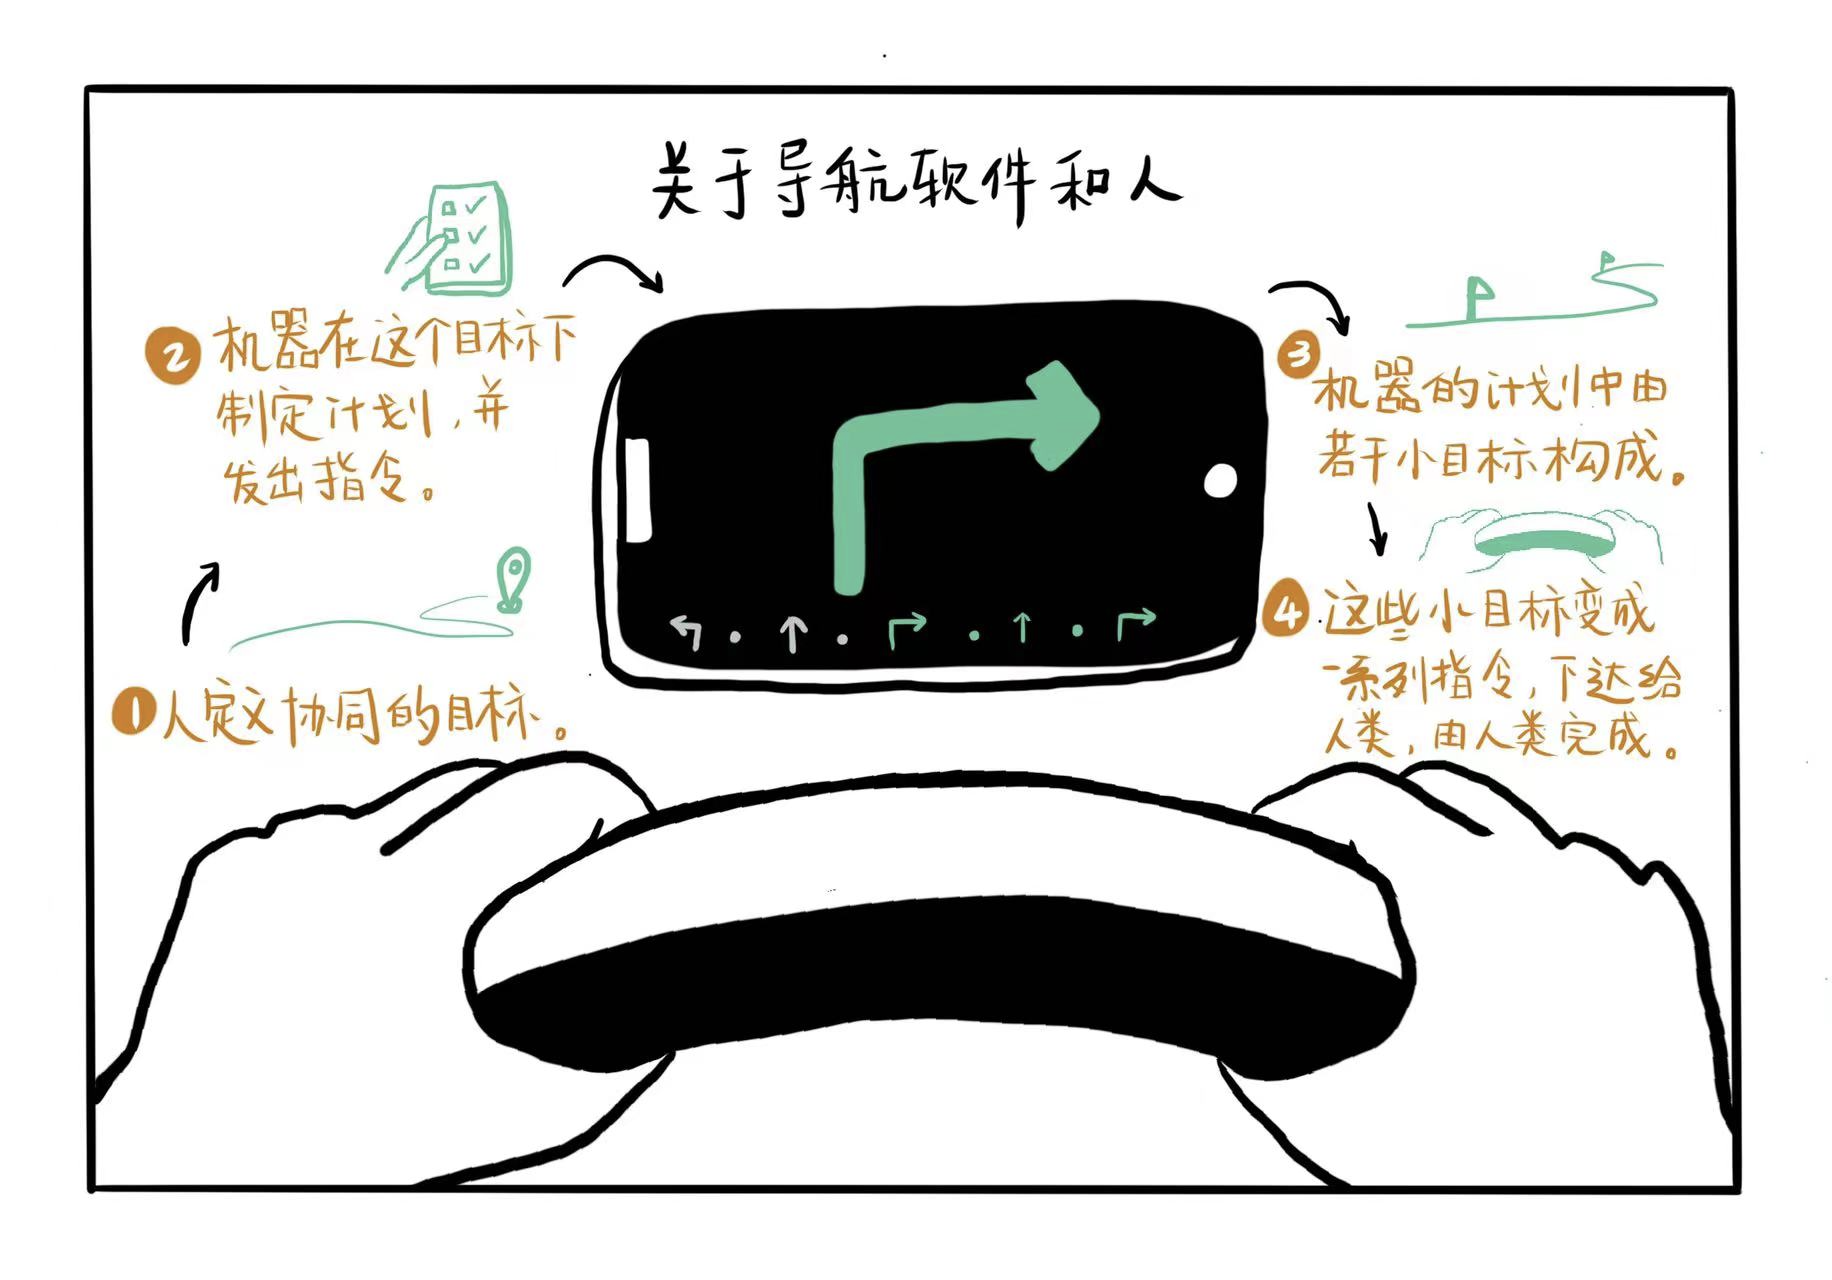 关于导航软件和人
1 人定义协同的目标。
2 机器在这个目标下
制定计划，并
发出指令。
3 机器的计划中由
若干小目标构成。
4 这些小目标变成
一系列指令，下达给
人类，由人类完成。